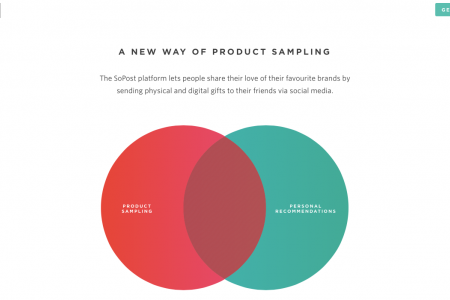 GE
A NEW WAY OF PRODUCT SAMPLING
The SoPost platform lets people share their love of their favourite brands by
sending physical and digital gifts to their friends via social media.
PRODUCT
SAMPLING
PERSONAL
RECOMMENDATIONS